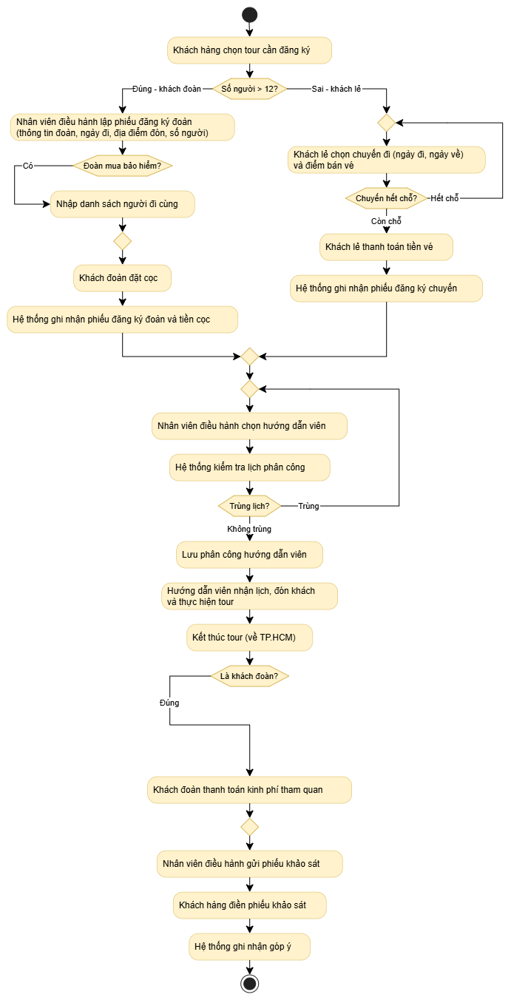 Khách hàng chọn tour cần đăng ký
Số người > 12?
Đúng - khách đoàn
Sai - khách lẻ
Nhân viên điều hành lập phiếu đăng ký đoàn
(thông tin đoàn, ngày đi, địa điểm đón, số người)
Đoàn mua bảo hiểm?
Có
Nhập danh sách người đi cùng
Khách đoàn đặt cọc
Hệ thống ghi nhận phiếu đăng ký đoàn và tiền cọc
Khách lẻ chọn chuyến đi (ngày đi, ngày về)
và điểm bán vé
Chuyến hết chỗ?
Hết chỗ
Còn chỗ
Khách lẻ thanh toán tiền vé
Hệ thống ghi nhận phiếu đăng ký chuyến
Nhân viên điều hành chọn hướng dẫn viên
Hệ thống kiểm tra lịch phân công
Trùng lịch?
Trùng
Không trùng
Lưu phân công hướng dẫn viên
Hướng dẫn viên nhận lịch, đón khách
và thực hiện tour
Kết thúc tour (về TP.HCM)
Là khách đoàn?
Đúng
Khách đoàn thanh toán kinh phí tham quan
Nhân viên điều hành gửi phiếu khảo sát
Khách hàng điền phiếu khảo sát
Hệ thống ghi nhận góp ý